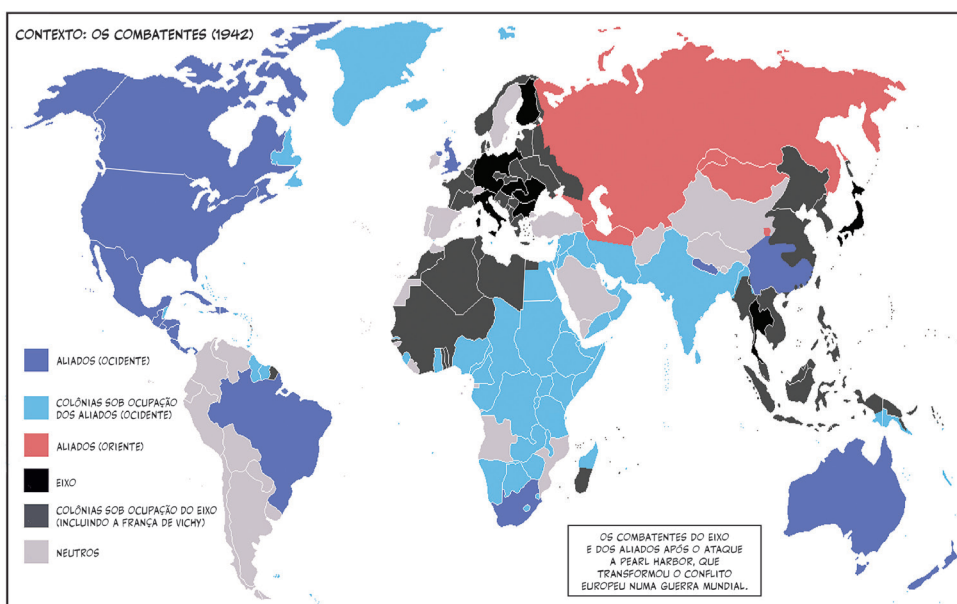 CONTEXTO: OS COMBATENTES (1942)
ALIADOS (OCIDENTE)
COLÔNIAS SOB OCUPAÇÃO
DOS ALIADOS (OCIDENTE)
ALIADOS (ORIENTE)
EIXO
COLÔNIAS SOB OCUPAÇÃO DO EIXO
(INCLUINDO A FRANÇA DE VICHY)
NEUTROS
OS COMBATENTES DO EIXO
E DOS ALIADOS APÓS O ATAQUE
A PEARL HARBOR, QUE
TRANSFORMOU O CONFLITO
EUROPEU NUMA GUERRA MUNDIAL.